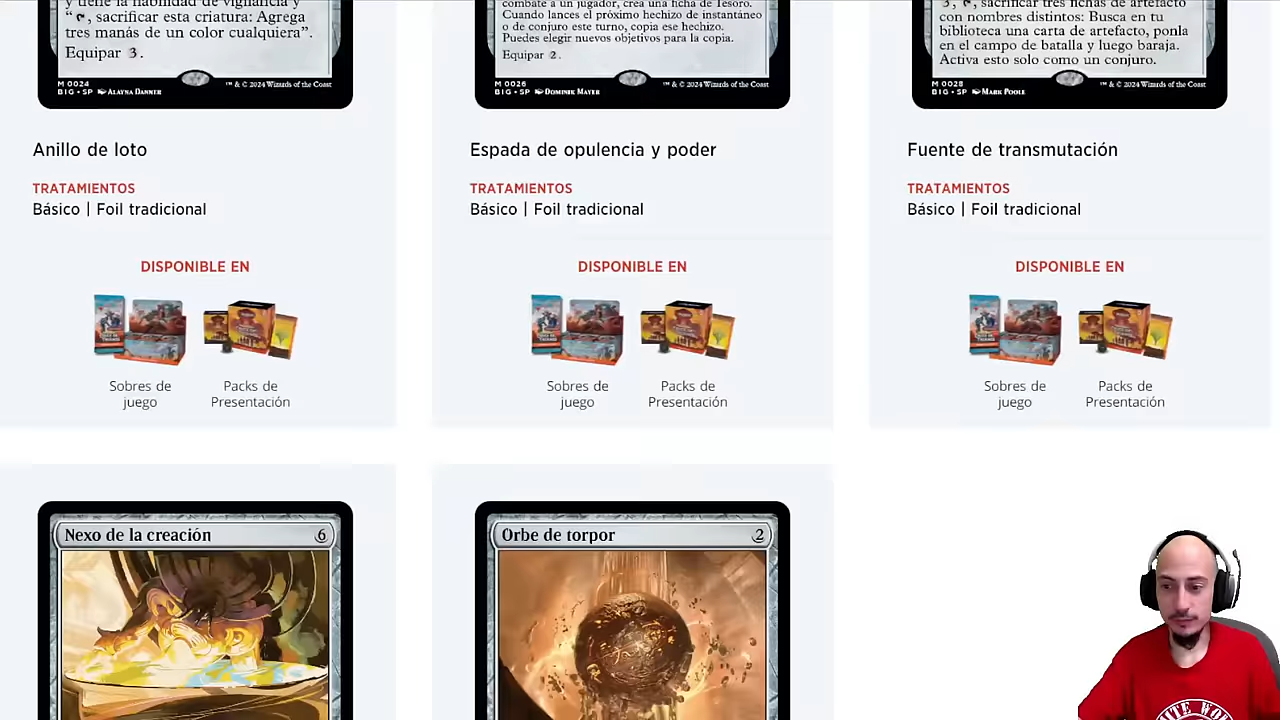 y tiene la habilidad de vigilancia y
“T, sacrificar esta criatura: Agrega
tres manás de un color cualquiera”.
Equipar 3.
M 0024
BIG • SP Alayna Danner
™ & © 2024 Wizards of the Coast
Anillo de loto
TRATAMIENTOS
Básico | Foil tradicional
DISPONIBLE EN
Sobres de
juego
Packs de
Presentación
combate a un jugador, crea una ficha de Tesoro.
Cuando lances el próximo hechizo de instantáneo
o de conjuro este turno, copia ese hechizo.
Puedes elegir nuevos objetivos para la copia.
Equipar 2.
M 0026
BIG • SP Dominik Mayer
™ & © 2024 Wizards of the Coast
Espada de opulencia y poder
TRATAMIENTOS
Básico | Foil tradicional
DISPONIBLE EN
Sobres de
juego
Packs de
Presentación
3, T, sacrificar tres fichas de artefacto
con nombres distintos: Busca en tu
biblioteca una carta de artefacto, ponla
en el campo de batalla y luego baraja.
Activa esto solo como un conjuro.
M 0028
BIG • SP Mark Poole
™ & © 2024 Wizards of the Coast
Fuente de transmutación
TRATAMIENTOS
Básico | Foil tradicional
DISPONIBLE EN
Sobres de
juego
Packs de
Presentación
Nexo de la creación 6
Orbe de torpor 2